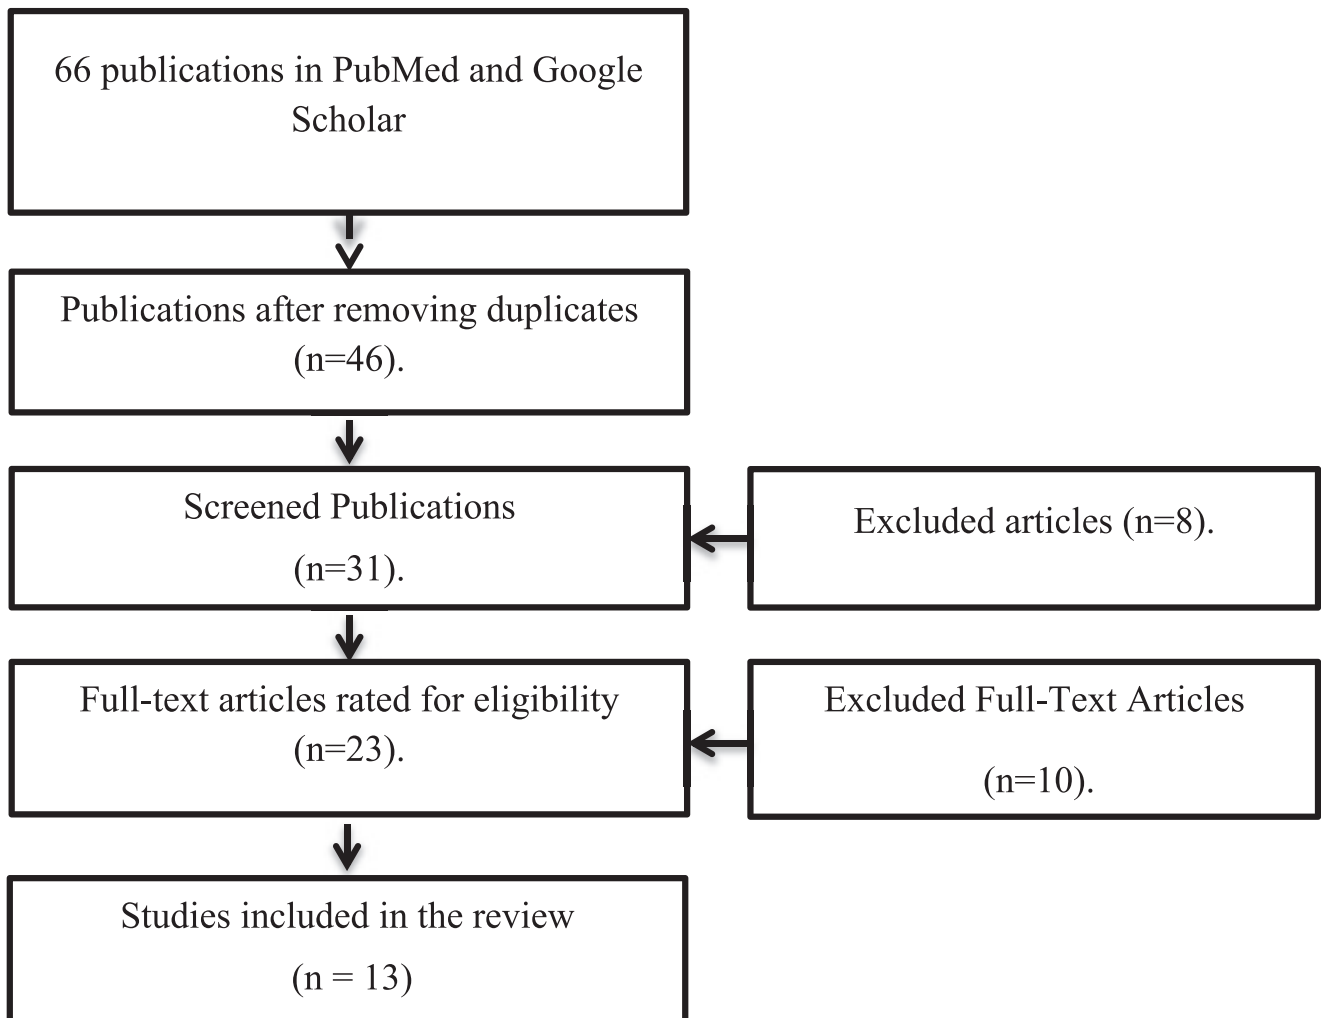 66 publications in PubMed and Google
Scholar
Publications after removing duplicates
(n=46).
Screened Publications
(n=31).
Excluded articles (n=8).
Full-text articles rated for eligibility
(n=23).
Excluded Full-Text Articles
(n=10).
Studies included in the review
(n = 13)